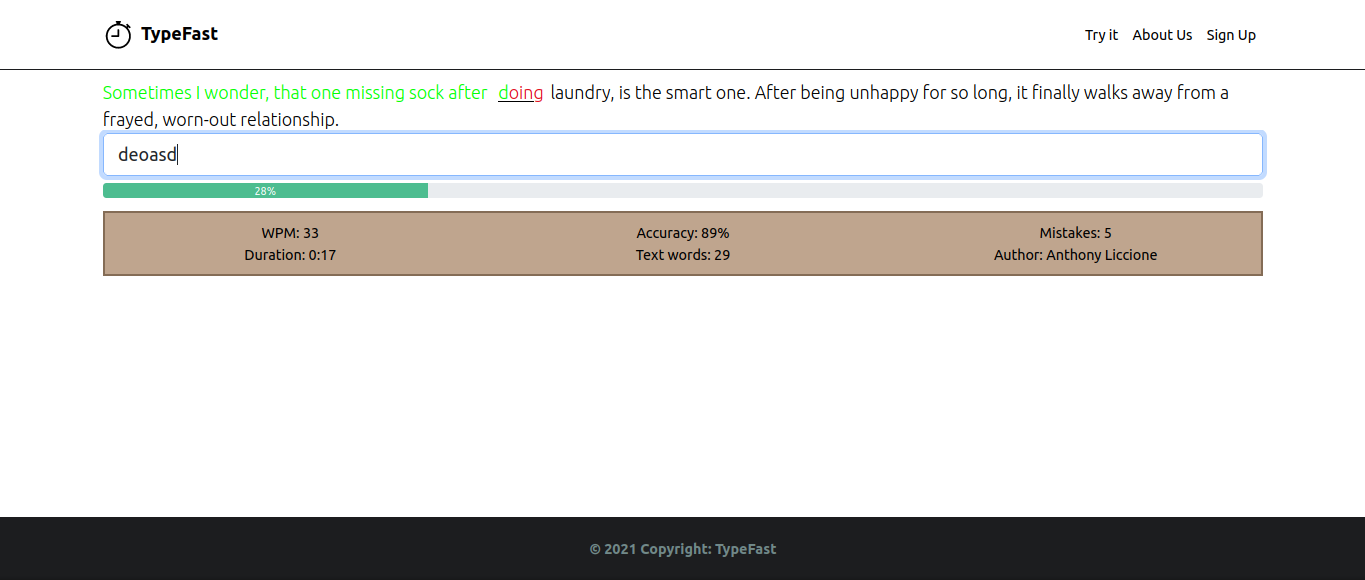 TypeFast
Try it About Us Sign Up
Sometimes I wonder, that one missing sock after doing laundry, is the smart one. After being unhappy for so long, it finally walks away from a
frayed, worn-out relationship.
deoasd
28%
WPM: 33 Accuracy: 89% Mistakes: 5
Duration: 0:17 Text words: 29 Author: Anthony Liccione
© 2021 Copyright: TypeFast